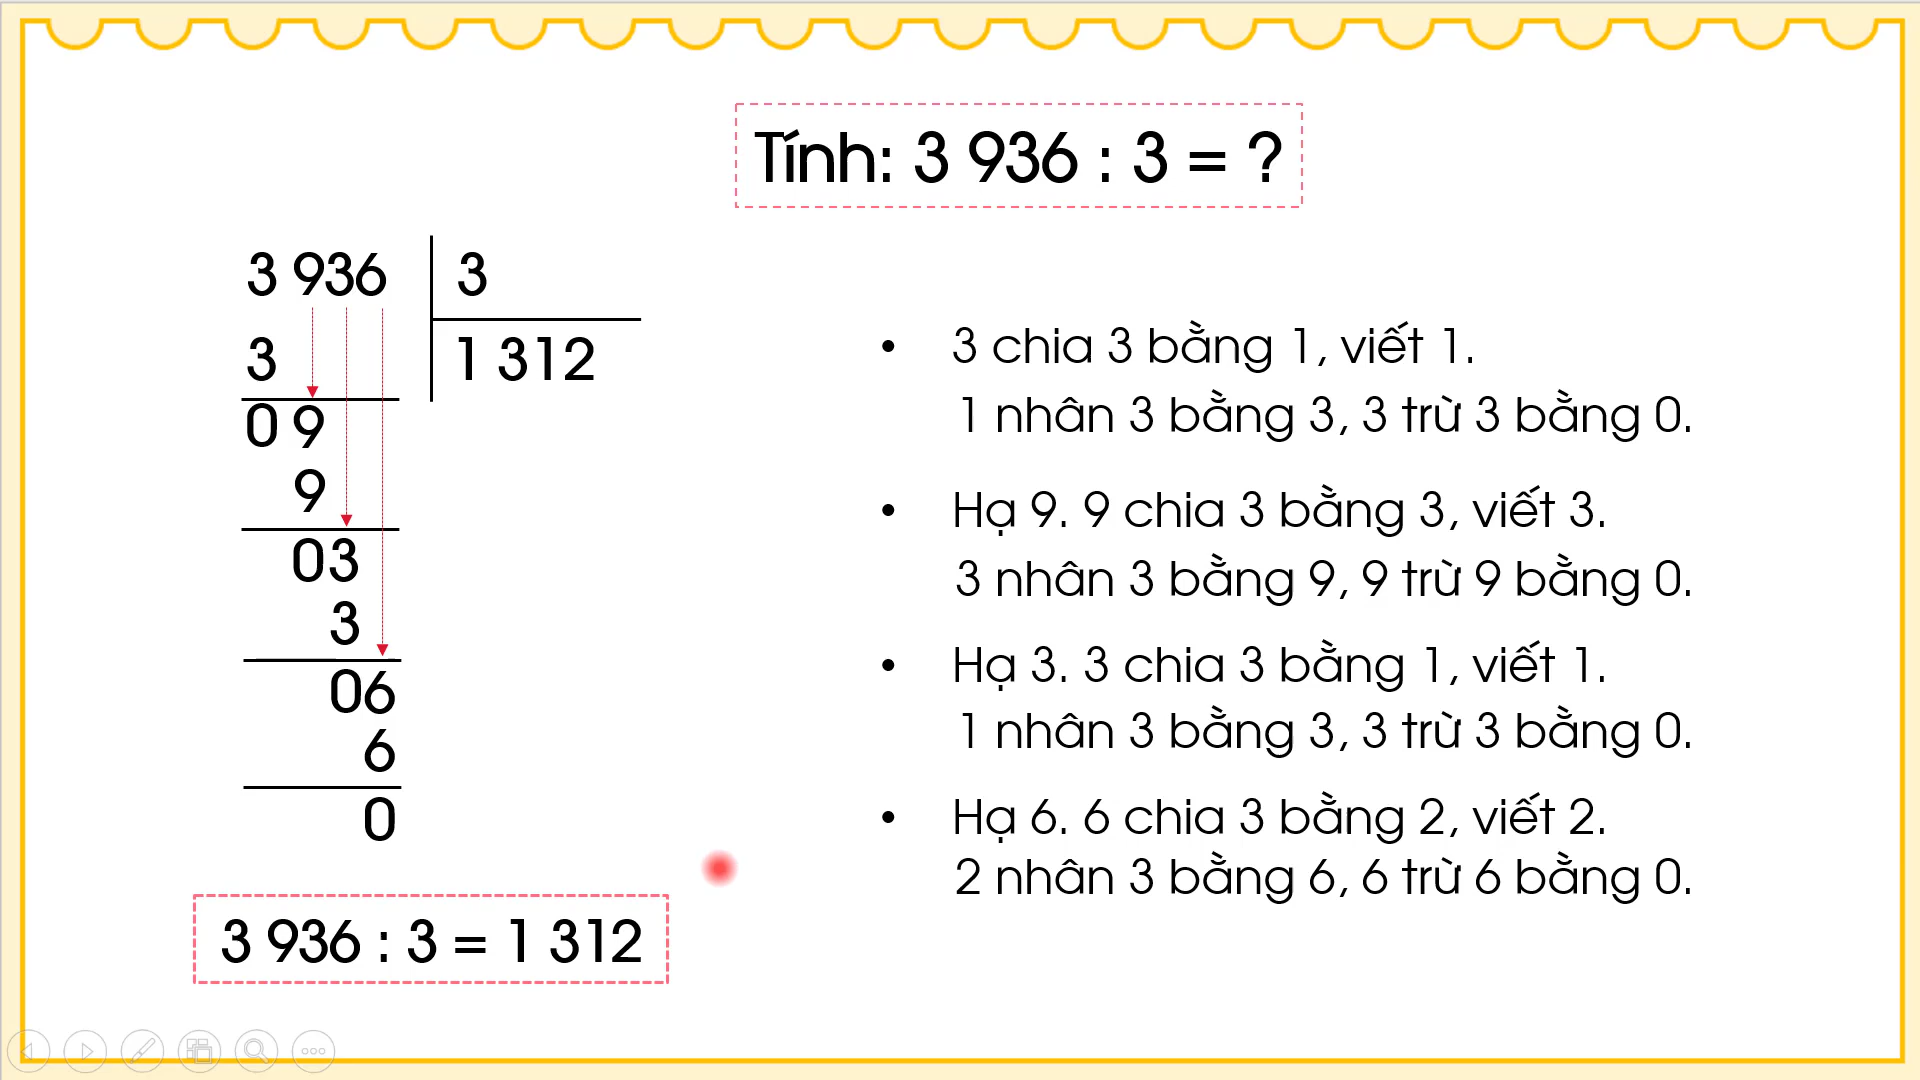 Tính: 3 936 : 3 = ?
3 936
3
3
1 312
0 9
9
03
3
06
6
0
3 936 : 3 = 1 312
• 3 chia 3 bằng 1, viết 1.
1 nhân 3 bằng 3, 3 trừ 3 bằng 0.
• Hạ 9. 9 chia 3 bằng 3, viết 3.
3 nhân 3 bằng 9, 9 trừ 9 bằng 0.
• Hạ 3. 3 chia 3 bằng 1, viết 1.
1 nhân 3 bằng 3, 3 trừ 3 bằng 0.
• Hạ 6. 6 chia 3 bằng 2, viết 2.
2 nhân 3 bằng 6, 6 trừ 6 bằng 0.